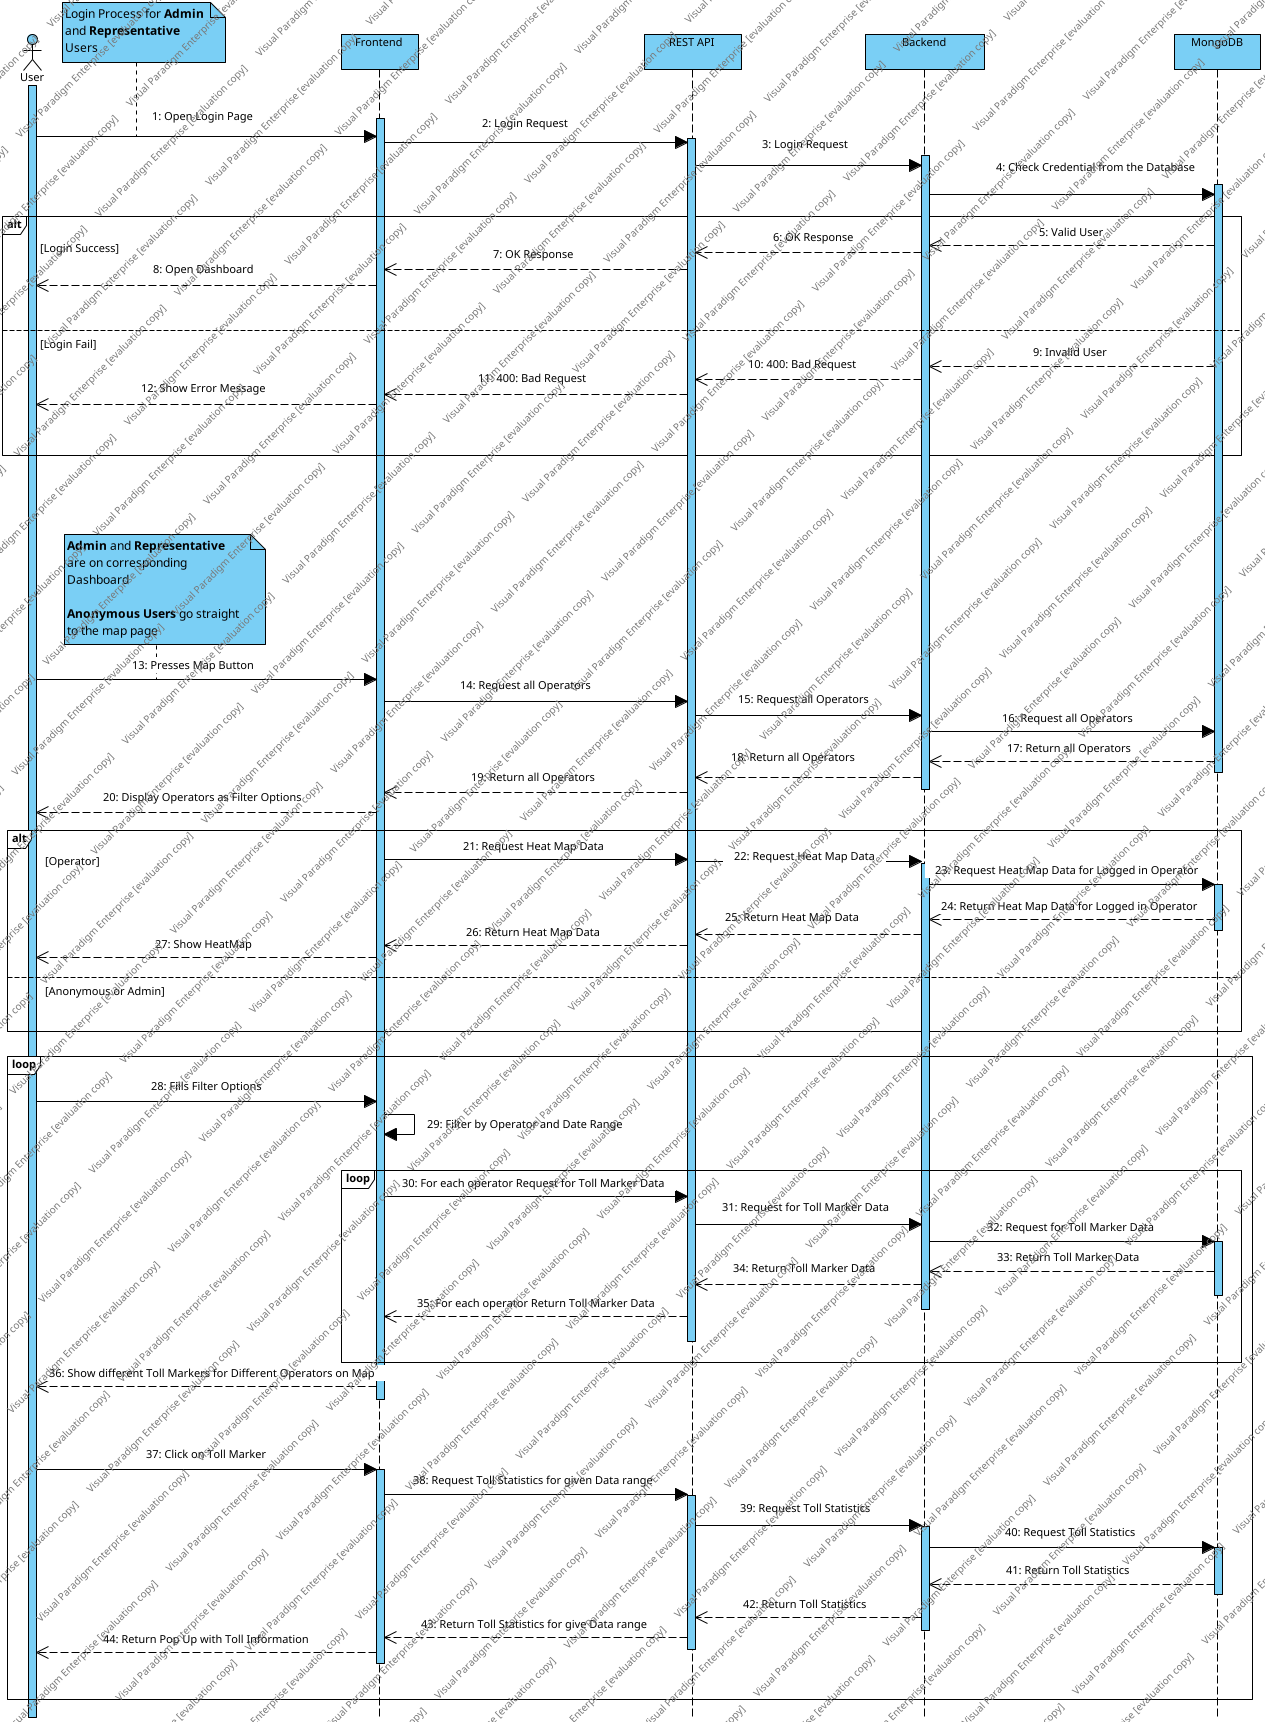 Login Process for Admin
and Representative
Users
User
Frontend
REST API
Backend
MongoDB
1: Open Login Page
2: Login Request
3: Login Request
4: Check Credential from the Database
alt
[Login Success]
5: Valid User
6: OK Response
7: OK Response
8: Open Dashboard
[Login Fail]
9: Invalid User
10: 400: Bad Request
11: 400: Bad Request
12: Show Error Message
Admin and Representative
are on corresponding
Dashboard
Anonymous Users go straight
to the map page
13: Presses Map Button
14: Request all Operators
15: Request all Operators
16: Request all Operators
17: Return all Operators
18: Return all Operators
19: Return all Operators
20: Display Operators as Filter Options
alt
[Operator]
21: Request Heat Map Data
22: Request Heat Map Data
23: Request Heat Map Data for Logged in Operator
24: Return Heat Map Data for Logged in Operator
25: Return Heat Map Data
26: Return Heat Map Data
27: Show HeatMap
[Anonymous or Admin]
loop
28: Fills Filter Options
29: Filter by Operator and Date Range
loop
30: For each operator Request for Toll Marker Data
31: Request for Toll Marker Data
32: Request for Toll Marker Data
33: Return Toll Marker Data
34: Return Toll Marker Data
35: For each operator Return Toll Marker Data
36: Show different Toll Markers for Different Operators on Map
37: Click on Toll Marker
38: Request Toll Statistics for given Data range
39: Request Toll Statistics
40: Request Toll Statistics
41: Return Toll Statistics
42: Return Toll Statistics
43: Return Toll Statistics for give Data range
44: Return Pop Up with Toll Information
Visual Paradigm Enterprise [evaluation copy]